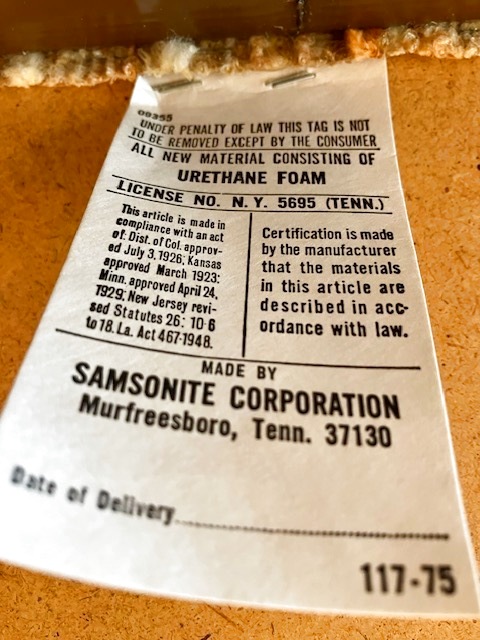 00355
UNDER PENALTY OF LAW THIS TAG IS NOT
TO BE REMOVED EXCEPT BY THE CONSUMER
ALL NEW MATERIAL CONSISTING OF
URETHANE FOAM
LICENSE NO. N.Y. 5695 (TENN.)
This article is made in
compliance with an act
of: Dist. of Col. approv-
ed July 3, 1926; Kansas
approved March 1923;
Minn. approved April 24,
1929; New Jersey revi-
sed Statutes 26: 10-6
to 18. La. Act 467-1948.
Certification is made
by the manufacturer
that the materials
in this article are
described in acc-
ordance with law.
MADE BY
SAMSONITE CORPORATION
Murfreesboro, Tenn. 37130
Date of Delivery
117-75